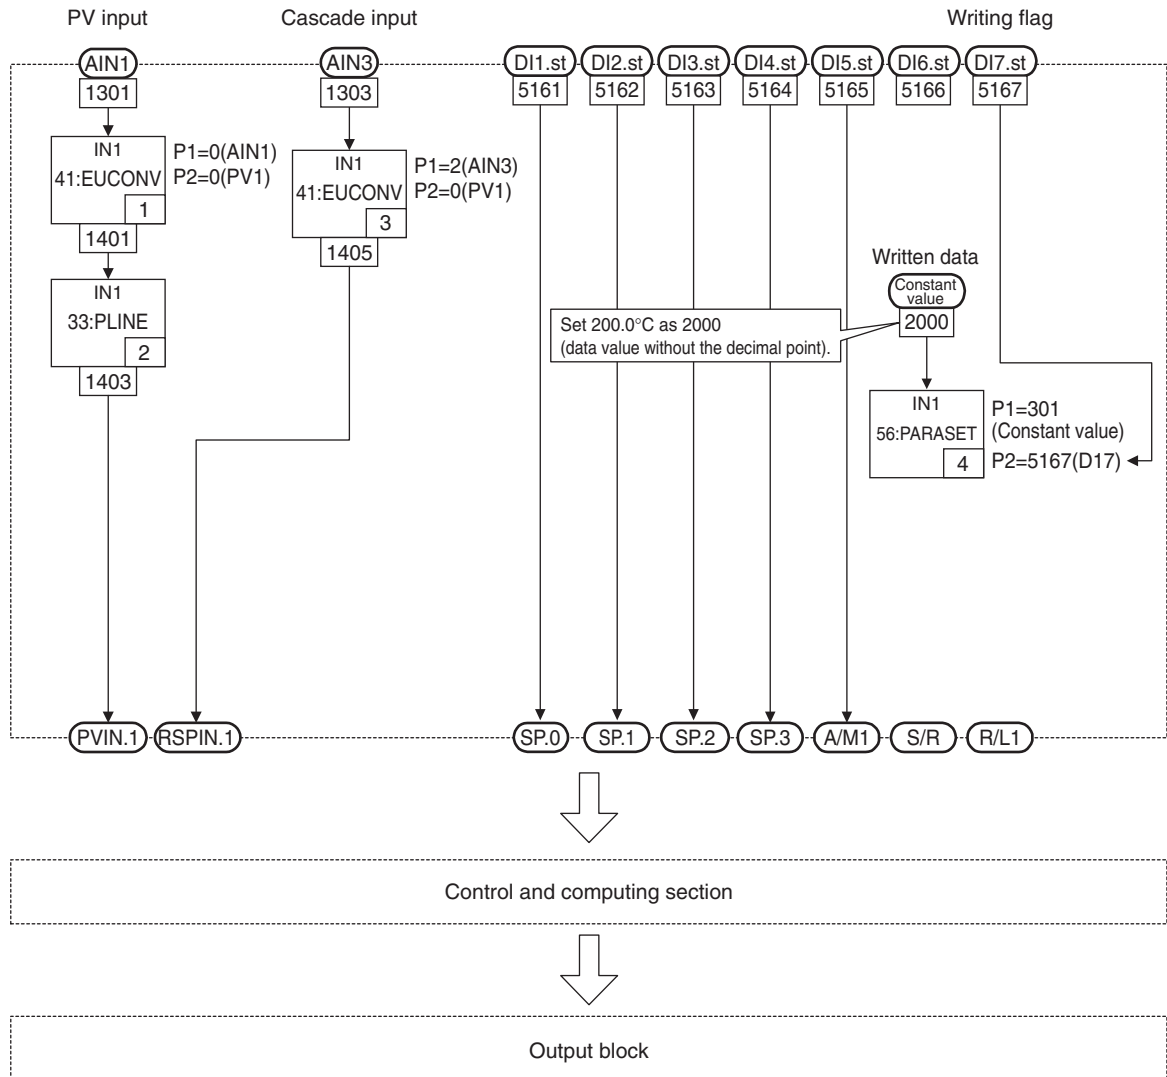 PV input
Cascade input
Writing flag
AIN1
AIN3
DI1.st
DI2.st
DI3.st
DI4.st
DI5.st
DI6.st
DI7.st
1301
1303
5161
5162
5163
5164
5165
5166
5167
IN1
41:EUCONV
1
P1=0(AIN1)
P2=0(PV1)
IN1
41:EUCONV
3
P1=2(AIN3)
P2=0(PV1)
1401
1405
IN1
33:PLINE
2
1403
Written data
Constant
value
2000
Set 200.0°C as 2000
(data value without the decimal point).
IN1
56:PARASET
4
P1=301
(Constant value)
P2=5167(D17)
PVIN.1
RSPIN.1
SP.0
SP.1
SP.2
SP.3
A/M1
S/R
R/L1
Control and computing section
Output block